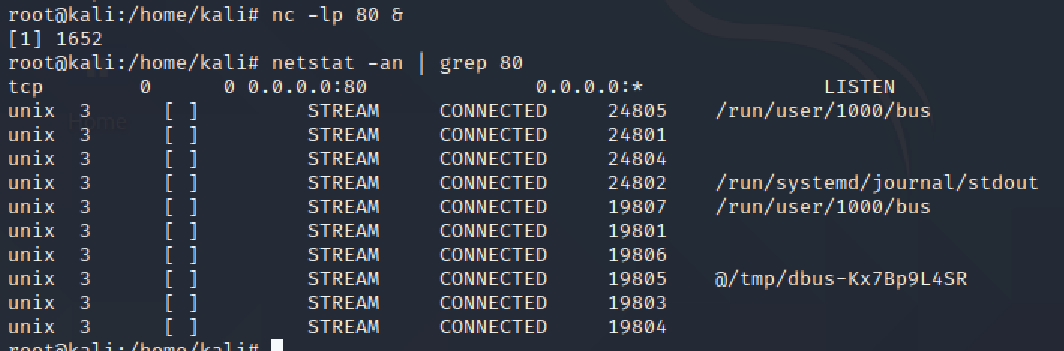 root@kali:/home/kali# nc -lp 80 &
[1] 1652
root@kali:/home/kali# netstat -an | grep 80
tcp        0      0 0.0.0.0:80              0.0.0.0:*               LISTEN
unix  3      [ ]         STREAM     CONNECTED     24805    /run/user/1000/bus
unix  3      [ ]         STREAM     CONNECTED     24801
unix  3      [ ]         STREAM     CONNECTED     24804
unix  3      [ ]         STREAM     CONNECTED     24802    /run/systemd/journal/stdout
unix  3      [ ]         STREAM     CONNECTED     19807    /run/user/1000/bus
unix  3      [ ]         STREAM     CONNECTED     19801
unix  3      [ ]         STREAM     CONNECTED     19806
unix  3      [ ]         STREAM     CONNECTED     19805    @/tmp/dbus-Kx7Bp9L4SR
unix  3      [ ]         STREAM     CONNECTED     19803
unix  3      [ ]         STREAM     CONNECTED     19804
root@kali:/home/kali#
Home